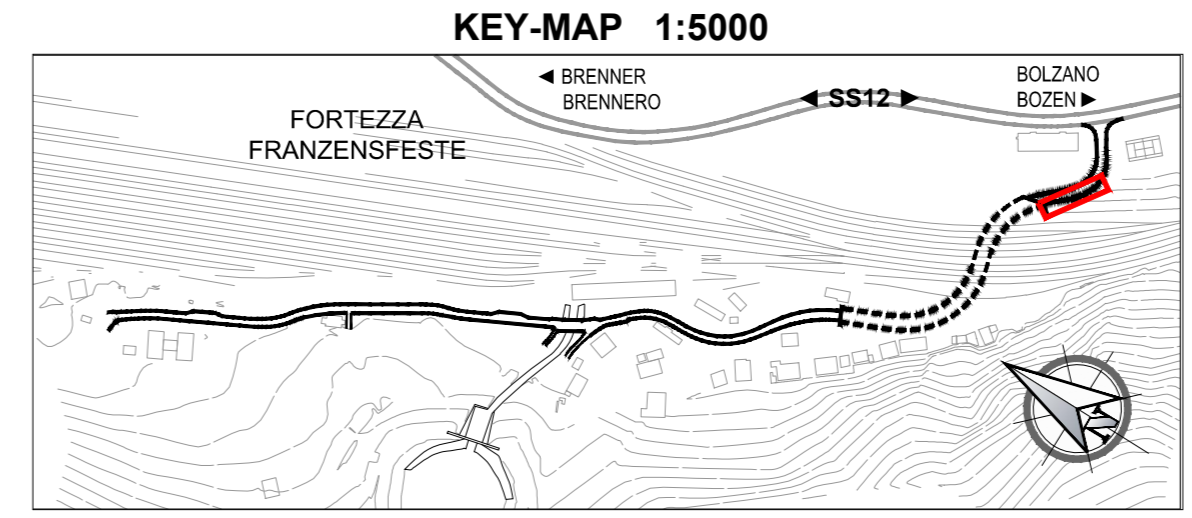 KEY-MAP 1:5000
◄ BRENNER
BRENNERO
◄ SS12 ►
BOLZANO
BOZEN ►
FORTEZZA
FRANZENSFESTE